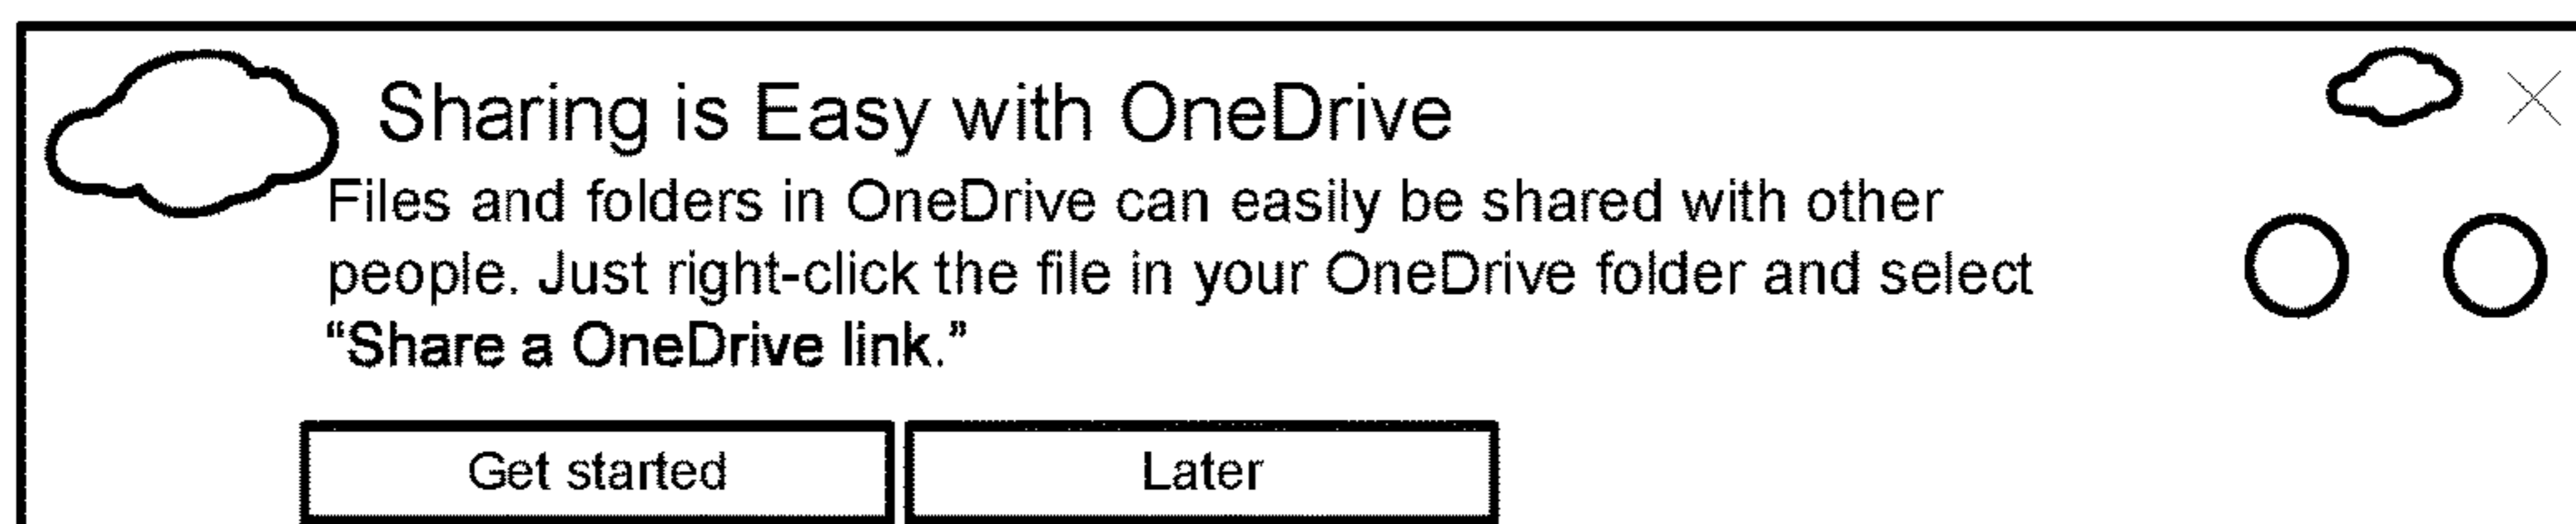 Sharing is Easy with OneDrive
Files and folders in OneDrive can easily be shared with other
people. Just right-click the file in your OneDrive folder and select
“Share a OneDrive link.”
Get started
Later